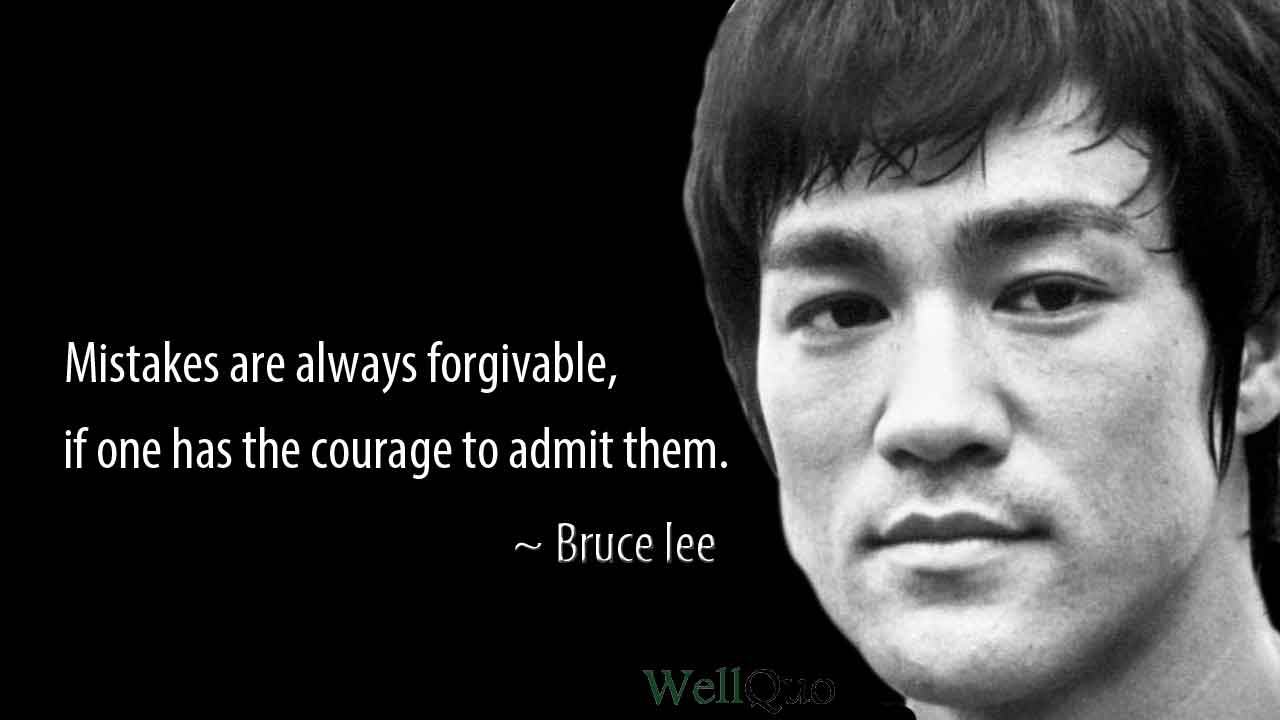 Mistakes are always forgivable,
if one has the courage to admit them.
~ Bruce lee
WellQuo